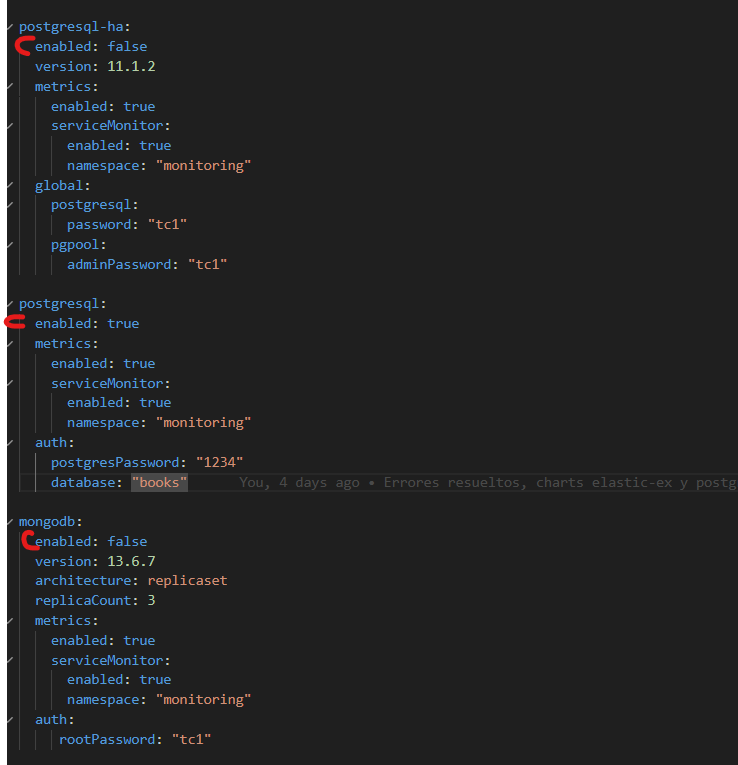 postgresql-ha:
enabled: false
version: 11.1.2
metrics:
enabled: true
serviceMonitor:
enabled: true
namespace: "monitoring"
global:
postgresql:
password: "tc1"
pgpool:
adminPassword: "tc1"
postgresql:
enabled: true
metrics:
enabled: true
serviceMonitor:
enabled: true
namespace: "monitoring"
auth:
postgresPassword: "1234"
database: "books" You, 4 days ago • Errores resueltos, charts elastic-ex y postg
mongodb:
enabled: false
version: 13.6.7
architecture: replicaset
replicaCount: 3
metrics:
enabled: true
serviceMonitor:
enabled: true
namespace: "monitoring"
auth:
rootPassword: "tc1"